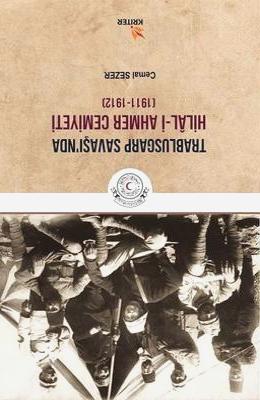 TRABLUSGARP SAVAŞI'NDA
HİLÂL-İ AHMER CEMİYETİ
(1911-1912)
Cemal SEZER
KRİTER